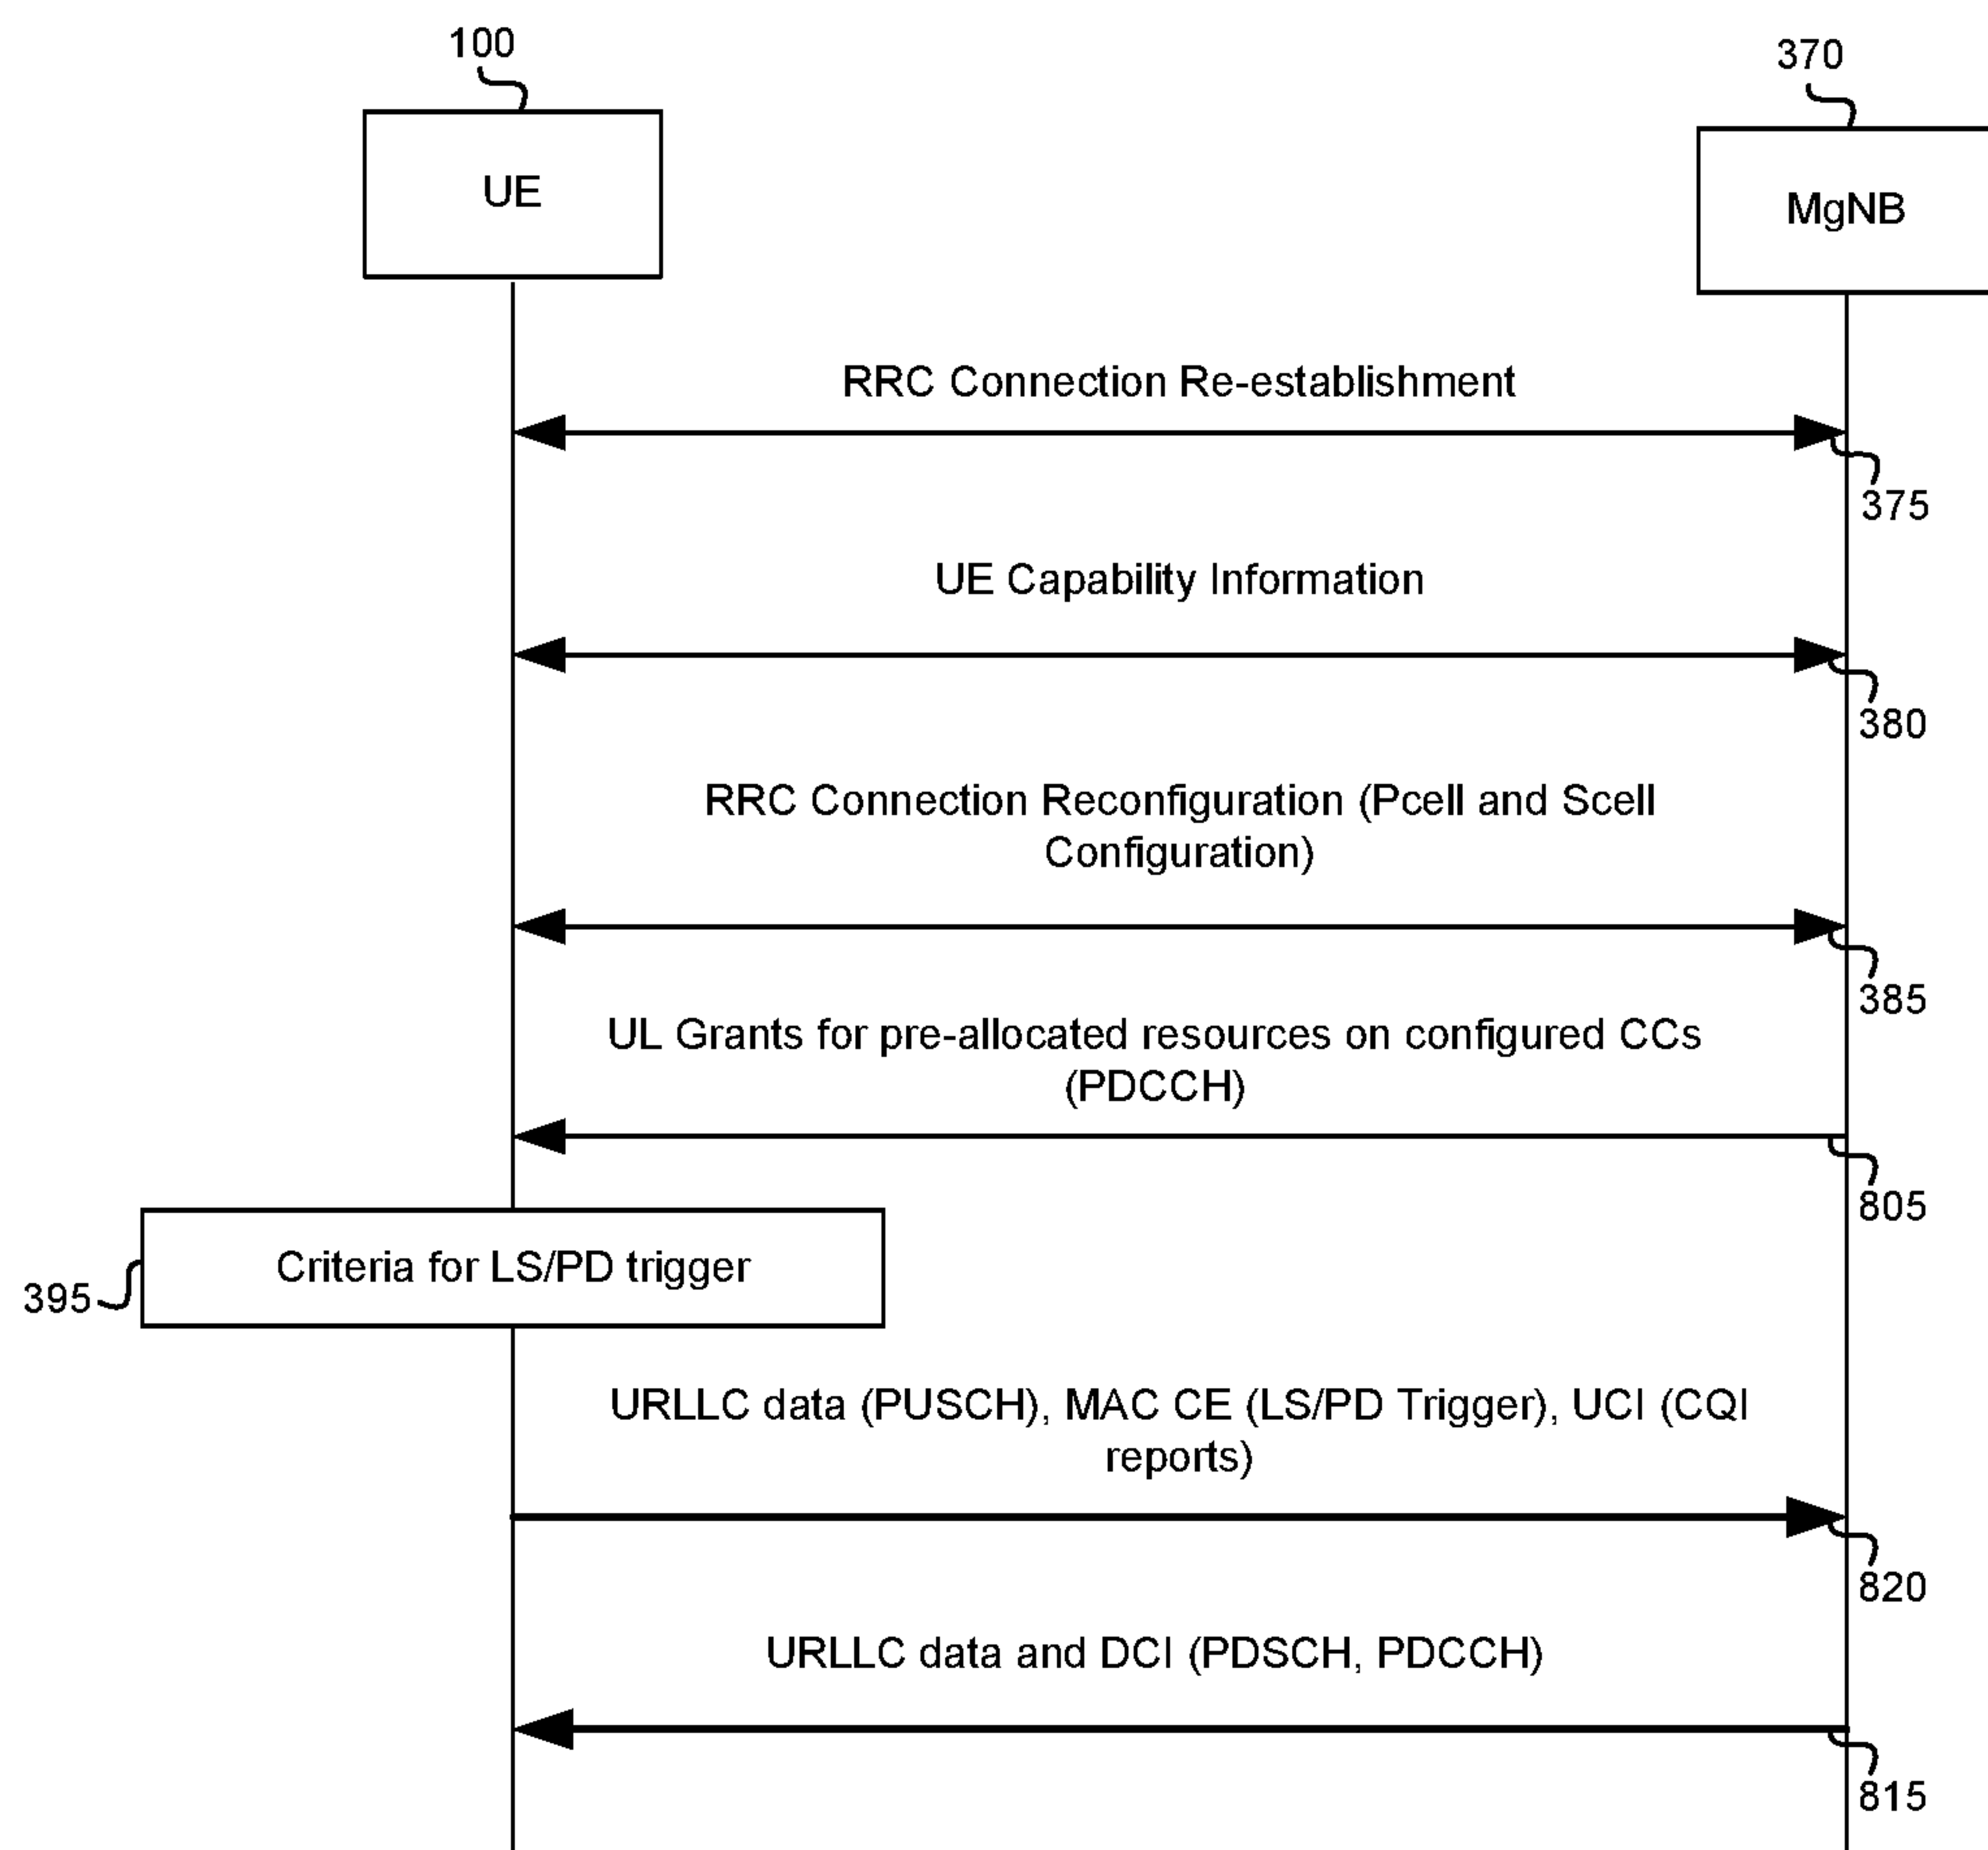 100
370
UE
MgNB
RRC Connection Re-establishment
375
UE Capability Information
380
RRC Connection Reconfiguration (Pcell and Scell
Configuration)
385
UL Grants for pre-allocated resources on configured CCs
(PDCCH)
805
Criteria for LS/PD trigger
395
URLLC data (PUSCH), MAC CE (LS/PD Trigger), UCI (CQI
reports)
820
URLLC data and DCI (PDSCH, PDCCH)
815